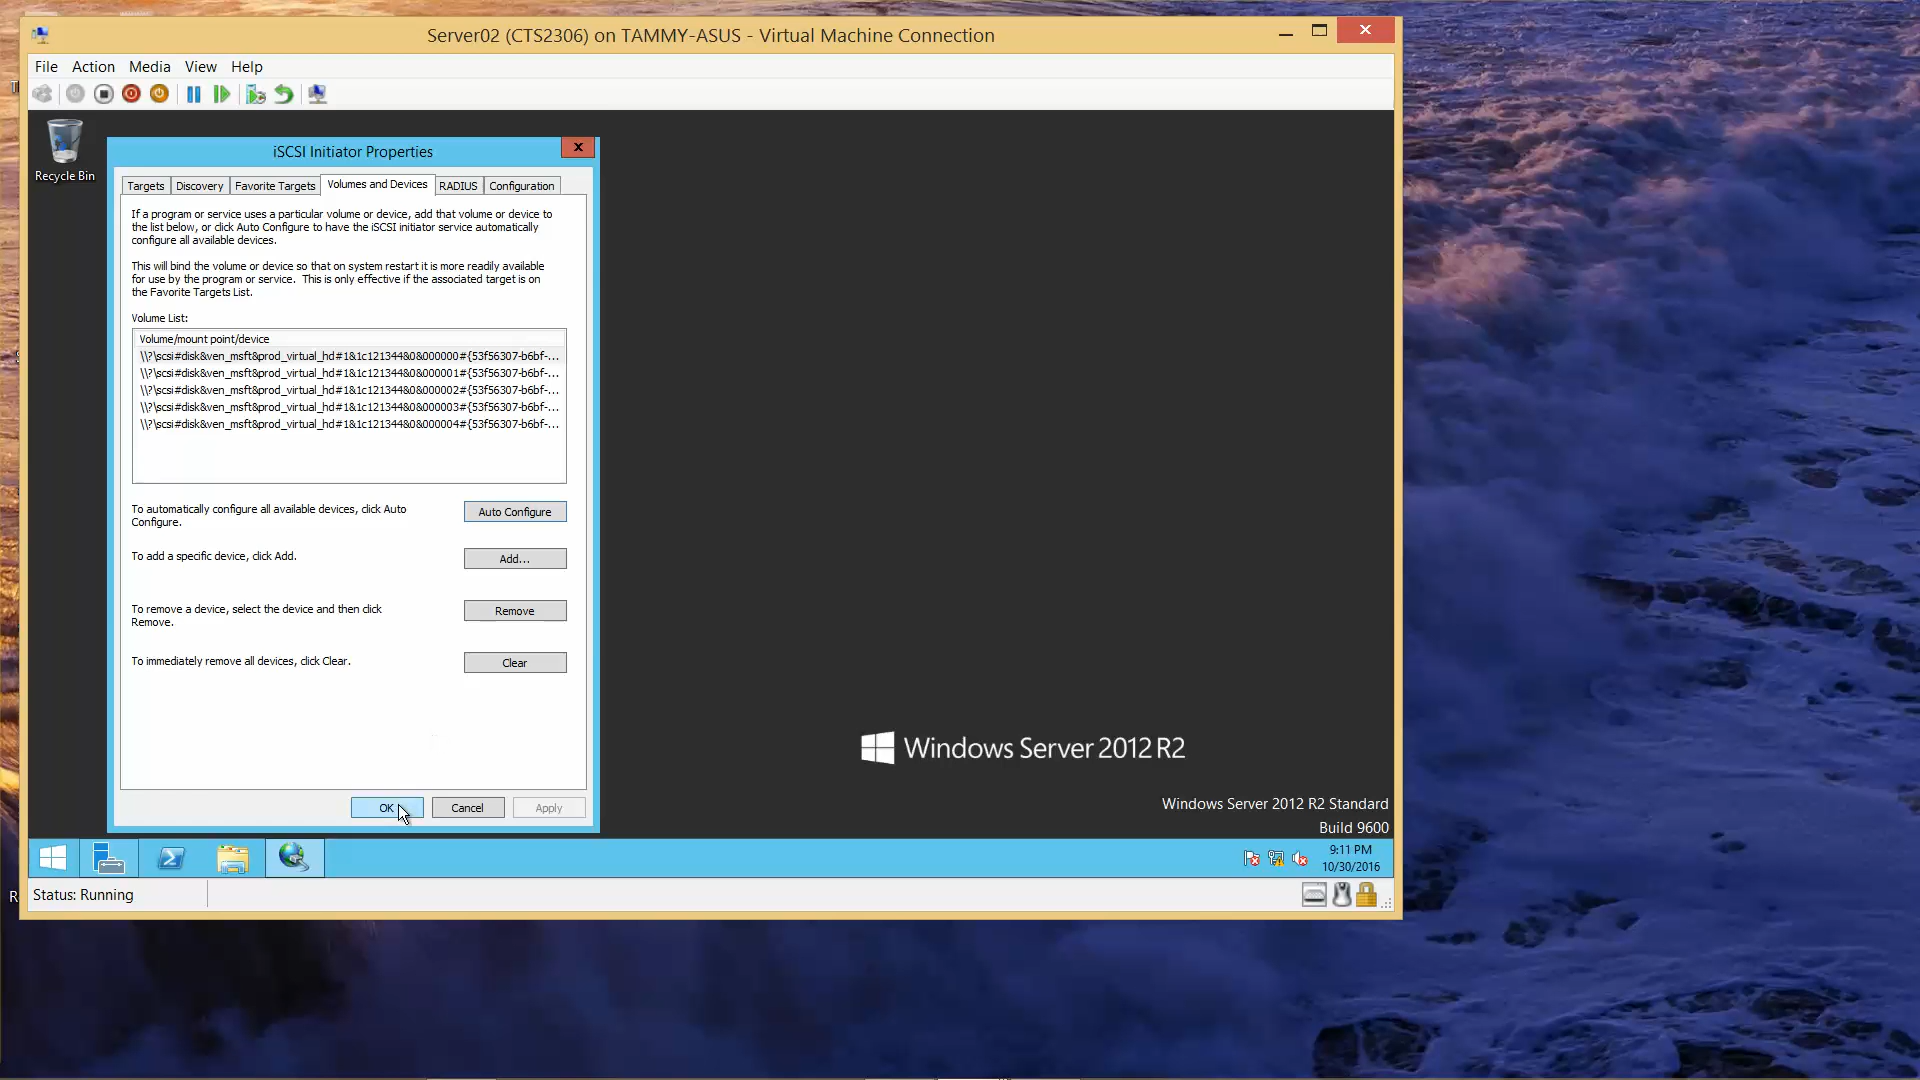 Server02 (CTS2306) on TAMMY-ASUS - Virtual Machine Connection
File Action Media View Help
Recycle Bin
iSCSI Initiator Properties
Targets Discovery Favorite Targets Volumes and Devices RADIUS Configuration
If a program or service uses a particular volume or device, add that volume or device to
the list below, or click Auto Configure to have the iSCSI initiator service automatically
configure all available devices.
This will bind the volume or device so that on system restart it is more readily available
for use by the program or service. This is only effective if the associated target is on
the Favorite Targets List.
Volume List:
Volume/mount point/device
\\?\scsi#disk&ven_msft&prod_virtual_hd#1&1c121344&0&000000#{53f56307-b6bf-...
\\?\scsi#disk&ven_msft&prod_virtual_hd#1&1c121344&0&000001#{53f56307-b6bf-...
\\?\scsi#disk&ven_msft&prod_virtual_hd#1&1c121344&0&000002#{53f56307-b6bf-...
\\?\scsi#disk&ven_msft&prod_virtual_hd#1&1c121344&0&000003#{53f56307-b6bf-...
\\?\scsi#disk&ven_msft&prod_virtual_hd#1&1c121344&0&000004#{53f56307-b6bf-...
To automatically configure all available devices, click Auto
Configure.
Auto Configure
To add a specific device, click Add.
Add...
To remove a device, select the device and then click
Remove.
Remove
To immediately remove all devices, click Clear.
Clear
OK Cancel Apply
Windows Server 2012 R2
Windows Server 2012 R2 Standard
Build 9600
9:11 PM
10/30/2016
Status: Running